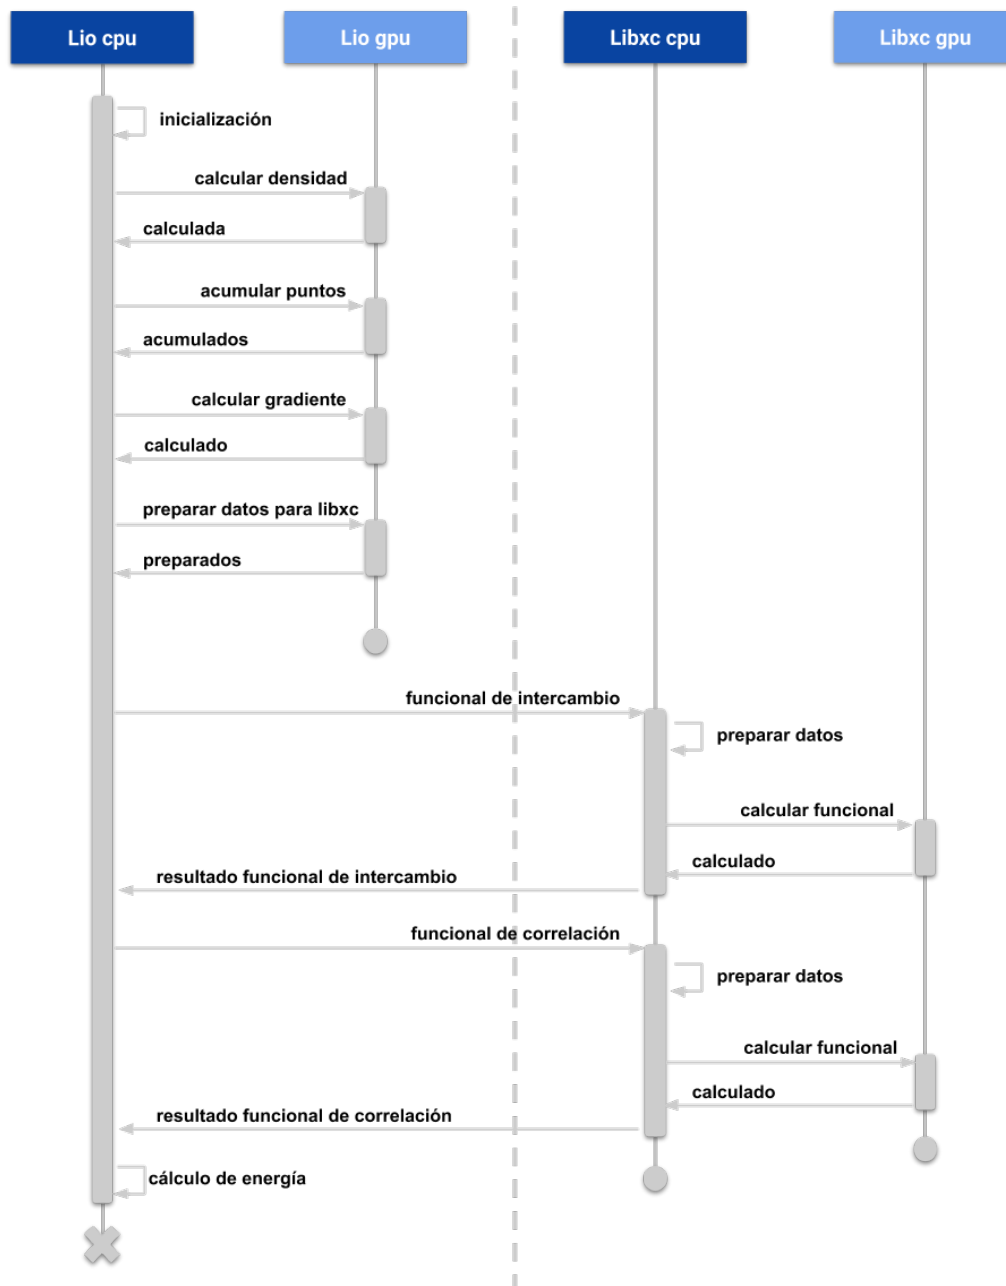 Lio cpu
Lio gpu
Libxc cpu
Libxc gpu
inicialización
calcular densidad
calculada
acumular puntos
acumulados
calcular gradiente
calculado
preparar datos para libxc
preparados
funcional de intercambio
preparar datos
calcular funcional
calculado
resultado funcional de intercambio
funcional de correlación
preparar datos
calcular funcional
calculado
resultado funcional de correlación
cálculo de energía